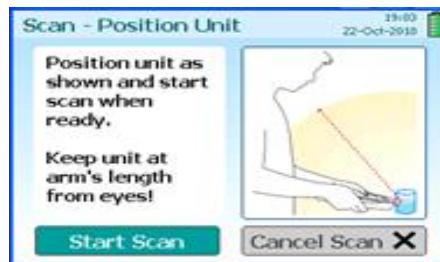 Scan - Position Unit
19:03
22-Oct-2010
Position unit as
shown and start
scan when
ready.
Keep unit at
arm's length
from eyes!
Start Scan
Cancel Scan X